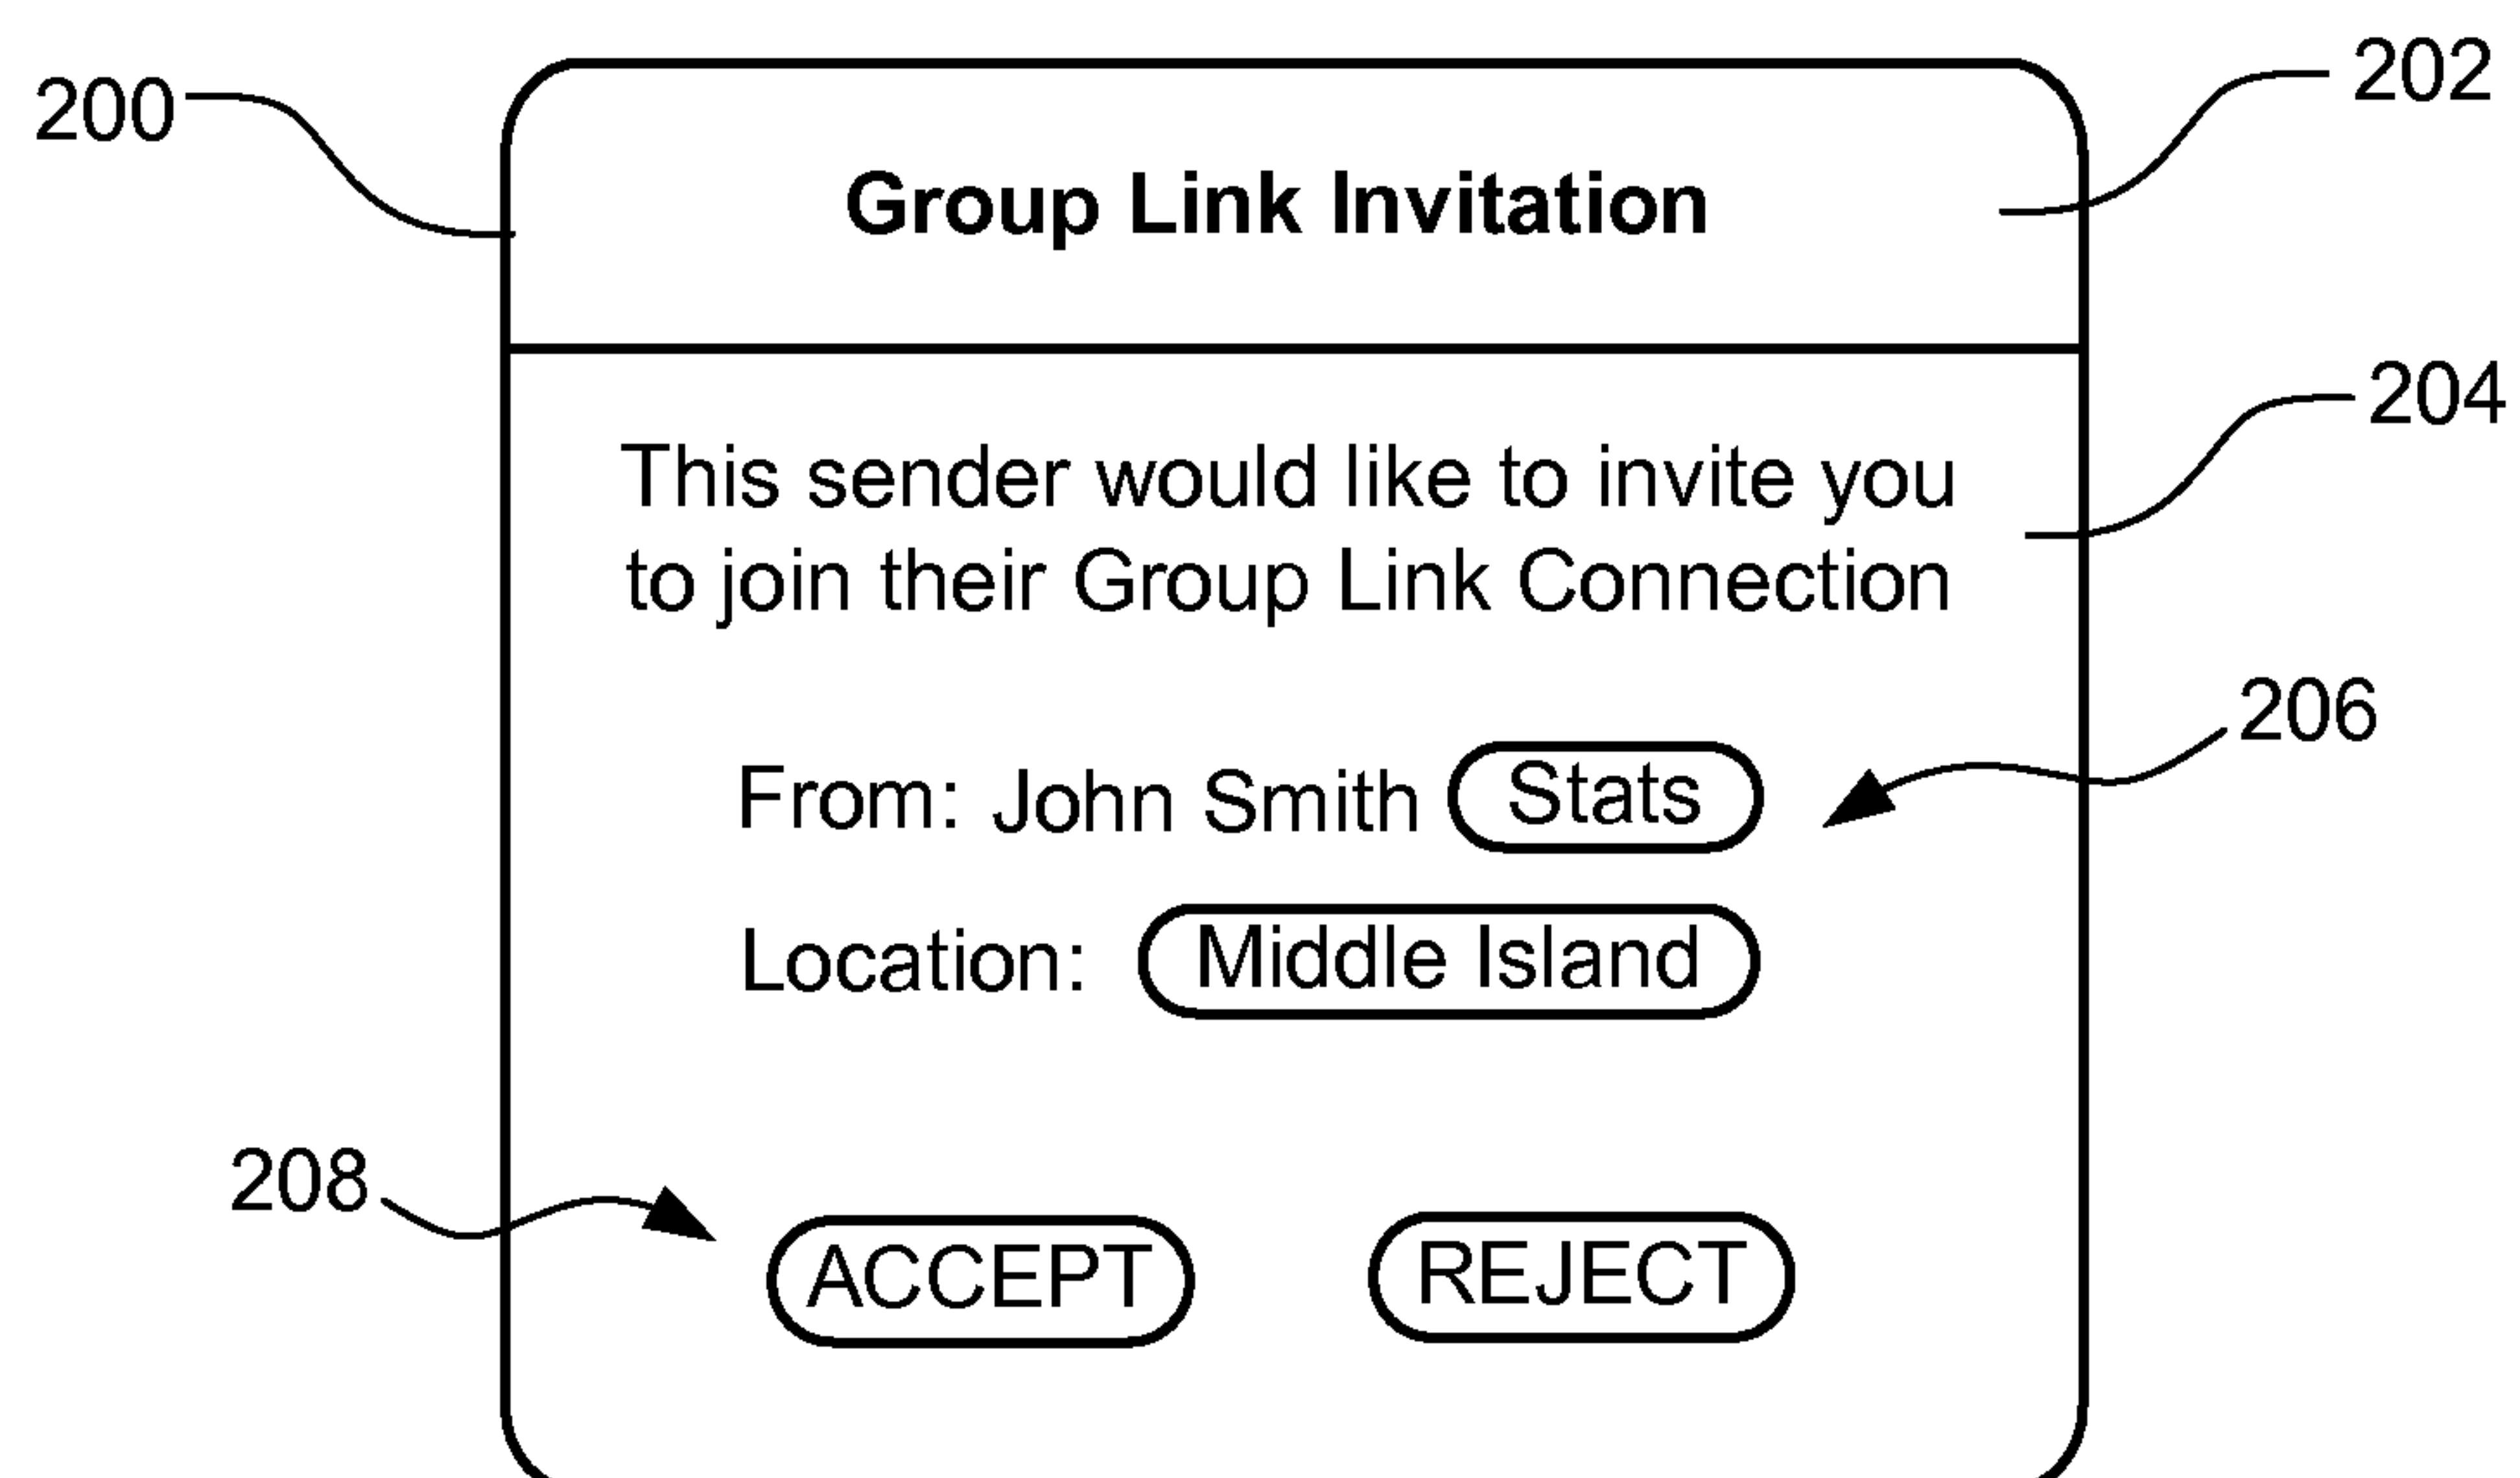 200
202
Group Link Invitation
204
This sender would like to invite you
to join their Group Link Connection
206
From: John Smith Stats
Location: Middle Island
208
ACCEPT REJECT